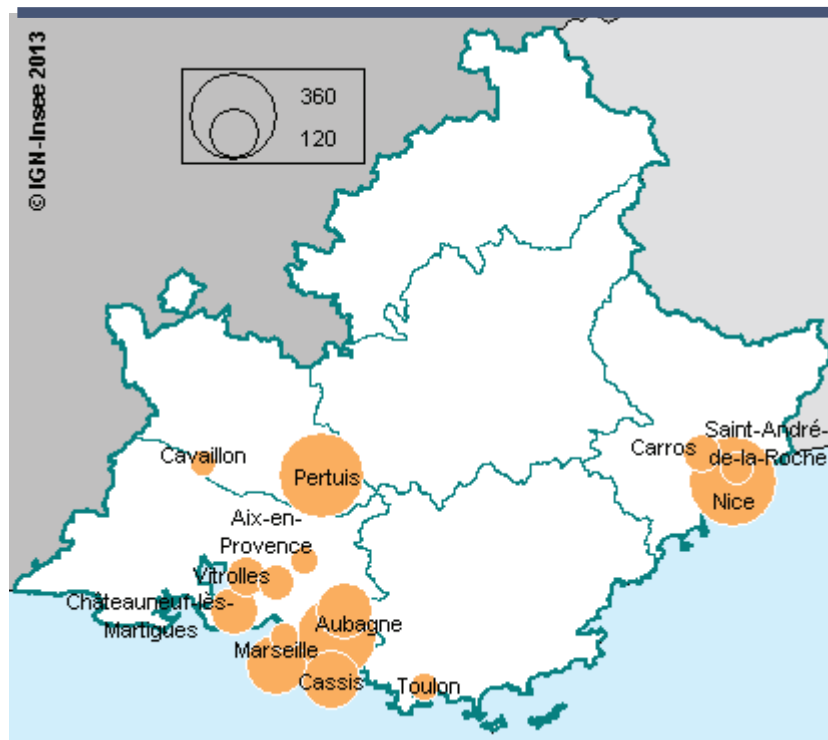 © IGN-Insee 2013
360
120
Cavaillon
Pertuis
Carros
Saint-André-
de-la-Roche
Nice
Aix-en-
Provence
Vitrolles
Châteauneuf-lès-
Martigues
Aubagne
Marseille
Cassis
Toulon